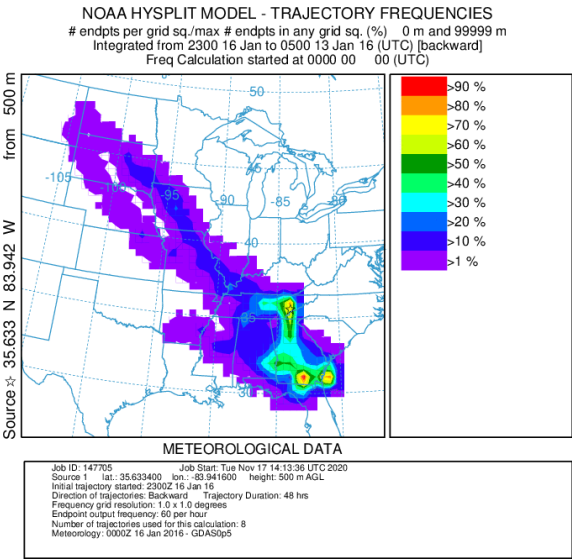 NOAA HYSPLIT MODEL - TRAJECTORY FREQUENCIES
# endpts per grid sq./max # endpts in any grid sq. (%) 0 m and 99999 m
Integrated from 2300 16 Jan to 0500 13 Jan 16 (UTC) [backward]
Freq Calculation started at 0000 00 00 (UTC)
Source ☆ 35.633 N 83.942 W from 500 m
50
-105
-100
-95
-90
-85
-80
45
40
35
30
>90 %
>80 %
>70 %
>60 %
>50 %
>40 %
>30 %
>20 %
>10 %
>1 %
METEOROLOGICAL DATA
Job ID: 147705 Job Start: Tue Nov 17 14:13:36 UTC 2020
Source 1 lat.: 35.633400 lon.: -83.941600 height: 500 m AGL
Initial trajectory started: 2300Z 16 Jan 16
Direction of trajectories: Backward Trajectory Duration: 48 hrs
Frequency grid resolution: 1.0 x 1.0 degrees
Endpoint output frequency: 60 per hour
Number of trajectories used for this calculation: 8
Meteorology: 0000Z 16 Jan 2016 - GDAS0p5